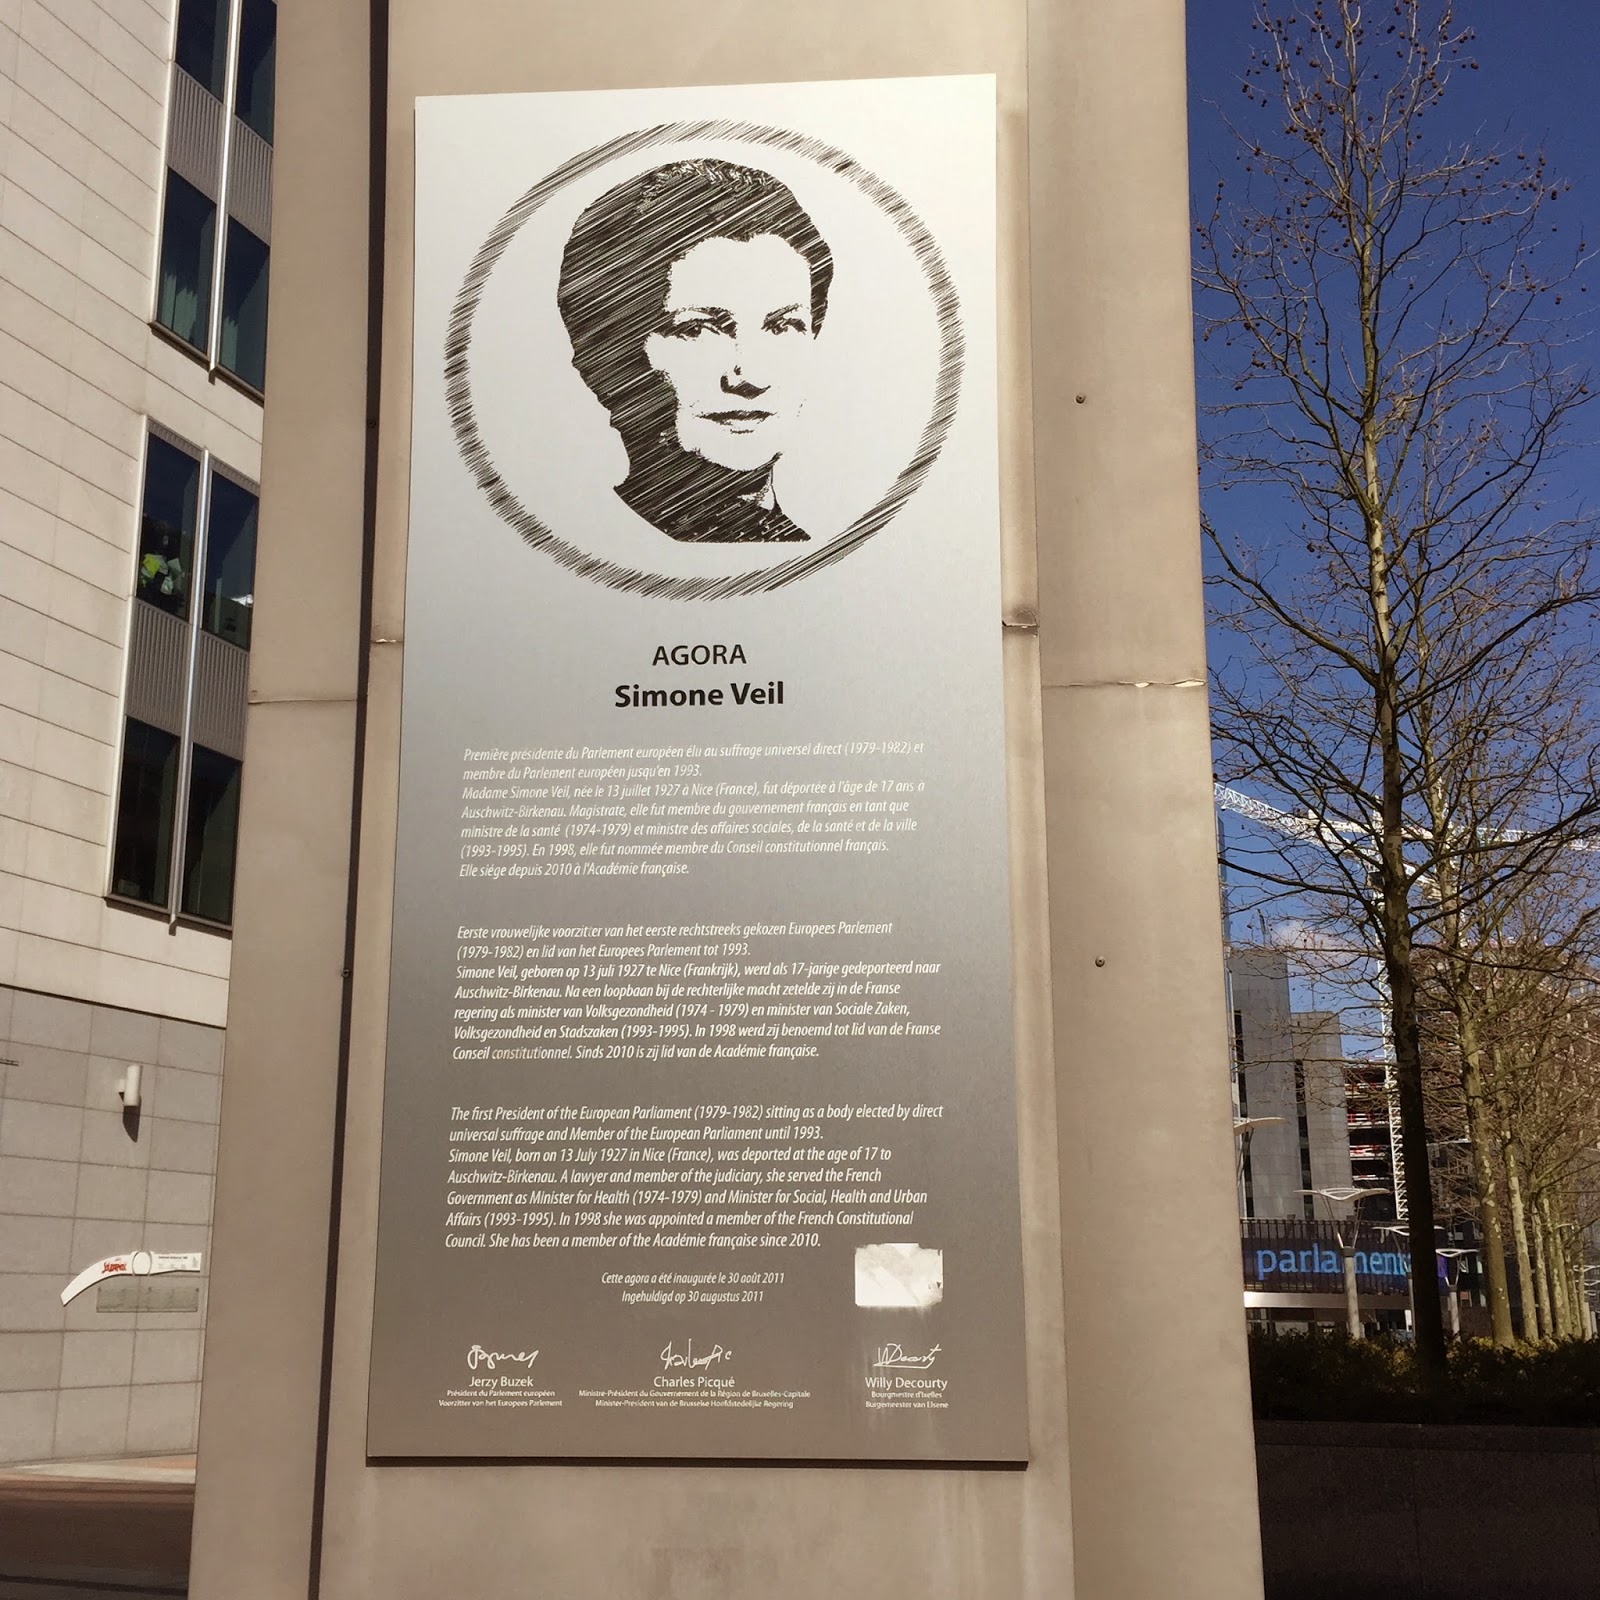 AGORA
Simone Veil
Première présidente du Parlement européen élu au suffrage universel direct (1979-1982) et
membre du Parlement européen jusqu'en 1993.
Madame Simone Veil, née le 13 juillet 1927 à Nice (France), fut déportée à l'âge de 17 ans à
Auschwitz-Birkenau. Magistrate, elle fut membre du gouvernement français en tant que
ministre de la santé (1974-1979) et ministre des affaires sociales, de la santé et de la ville
(1993-1995). En 1998, elle fut nommée membre du Conseil constitutionnel français.
Elle siége depuis 2010 à l'Académie française.
Eerste vrouwelijke voorzitter van het eerste rechtstreeks gekozen Europees Parlement
(1979-1982) en lid van het Europees Parlement tot 1993.
Simone Veil, geboren op 13 juli 1927 te Nice (Frankrijk), werd als 17-jarige gedeporteerd naar
Auschwitz-Birkenau. Na een loopbaan bij de rechterlijke macht zetelde zij in de Franse
regering als minister van Volksgezondheid (1974 - 1979) en minister van Sociale Zaken,
Volksgezondheid en Stadszaken (1993-1995). In 1998 werd zij benoemd tot lid van de Franse
Conseil constitutionnel. Sinds 2010 is zij lid van de Académie française.
The first President of the European Parliament (1979-1982) sitting as a body elected by direct
universal suffrage and Member of the European Parliament until 1993.
Simone Veil, born on 13 July 1927 in Nice (France), was deported at the age of 17 to
Auschwitz-Birkenau. A lawyer and member of the judiciary, she served the French
Government as Minister for Health (1974-1979) and Minister for Social, Health and Urban
Affairs (1993-1995). In 1998 she was appointed a member of the French Constitutional
Council. She has been a member of the Académie française since 2010.
Cette agora a été inaugurée le 30 août 2011
Ingehuldigd op 30 augustus 2011
Jerzy Buzek
Président du Parlement européen
Voorzitter van het Europees Parlement
Charles Picqué
Ministre-Président du Gouvernement de la Région de Bruxelles-Capitale
Minister-President van de Brusselse Hoofdstedelijke Regering
Willy Decourty
Bourgmestre d'Ixelles
Burgemeester van Elsene
parlament